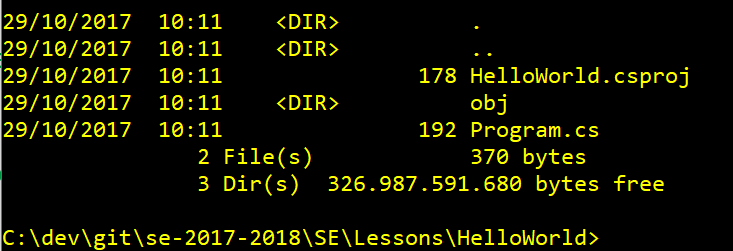 29/10/2017  10:11    <DIR>          .
29/10/2017  10:11    <DIR>          ..
29/10/2017  10:11               178 HelloWorld.csproj
29/10/2017  10:11    <DIR>          obj
29/10/2017  10:11               192 Program.cs
               2 File(s)            370 bytes
               3 Dir(s)  326.987.591.680 bytes free
C:\dev\git\se-2017-2018\SE\Lessons\HelloWorld>